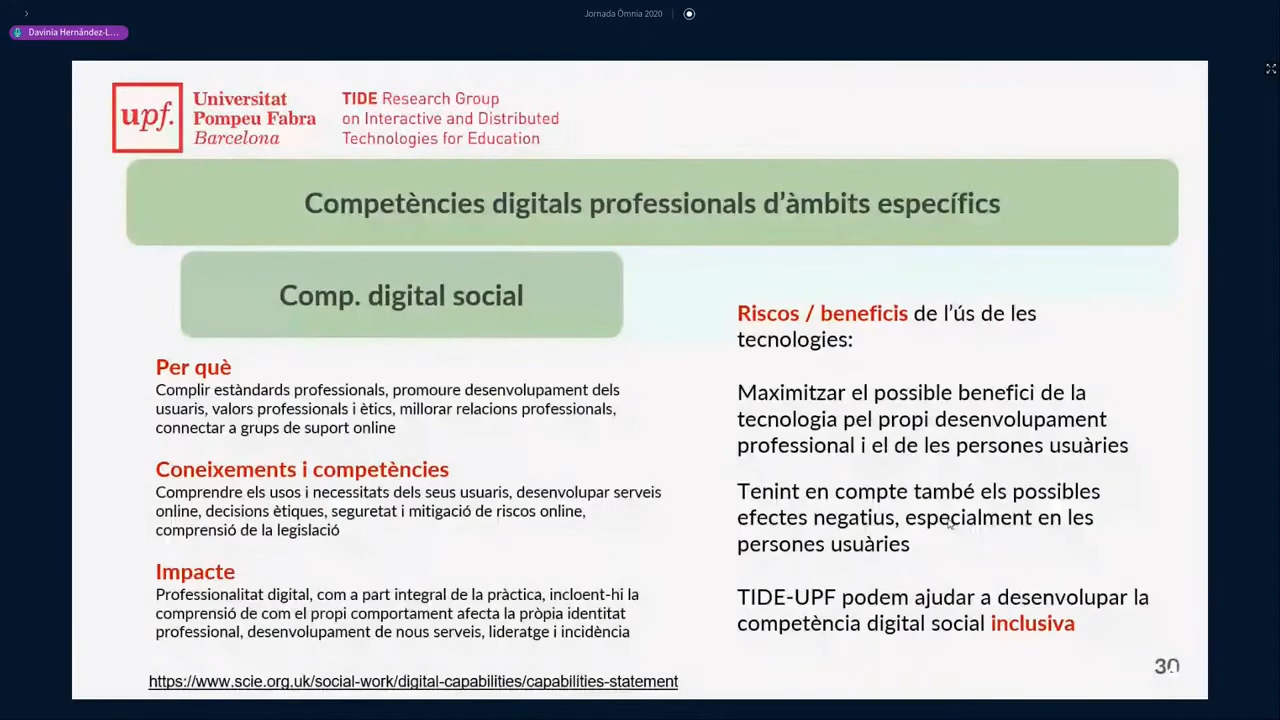 Jornada Òmnia 2020
Davinia Hernández-L...
upf.
Universitat
Pompeu Fabra
Barcelona
TIDE Research Group
on Interactive and Distributed
Technologies for Education
Competències digitals professionals d'àmbits específics
Comp. digital social
Per què
Complir estàndards professionals, promoure desenvolupament dels
usuaris, valors professionals i ètics, millorar relacions professionals,
connectar a grups de suport online
Coneixements i competències
Comprendre els usos i necessitats dels seus usuaris, desenvolupar serveis
online, decisions ètiques, seguretat i mitigació de riscos online,
comprensió de la legislació
Impacte
Professionalitat digital, com a part integral de la pràctica, incloent-hi la
comprensió de com el propi comportament afecta la pròpia identitat
professional, desenvolupament de nous serveis, lideratge i incidència
https://www.scie.org.uk/social-work/digital-capabilities/capabilities-statement
Riscos / beneficis de l'ús de les
tecnologies:
Maximitzar el possible benefici de la
tecnologia pel propi desenvolupament
professional i el de les persones usuàries
Tenint en compte també els possibles
efectes negatius, especialment en les
persones usuàries
TIDE-UPF podem ajudar a desenvolupar la
competència digital social inclusiva
30